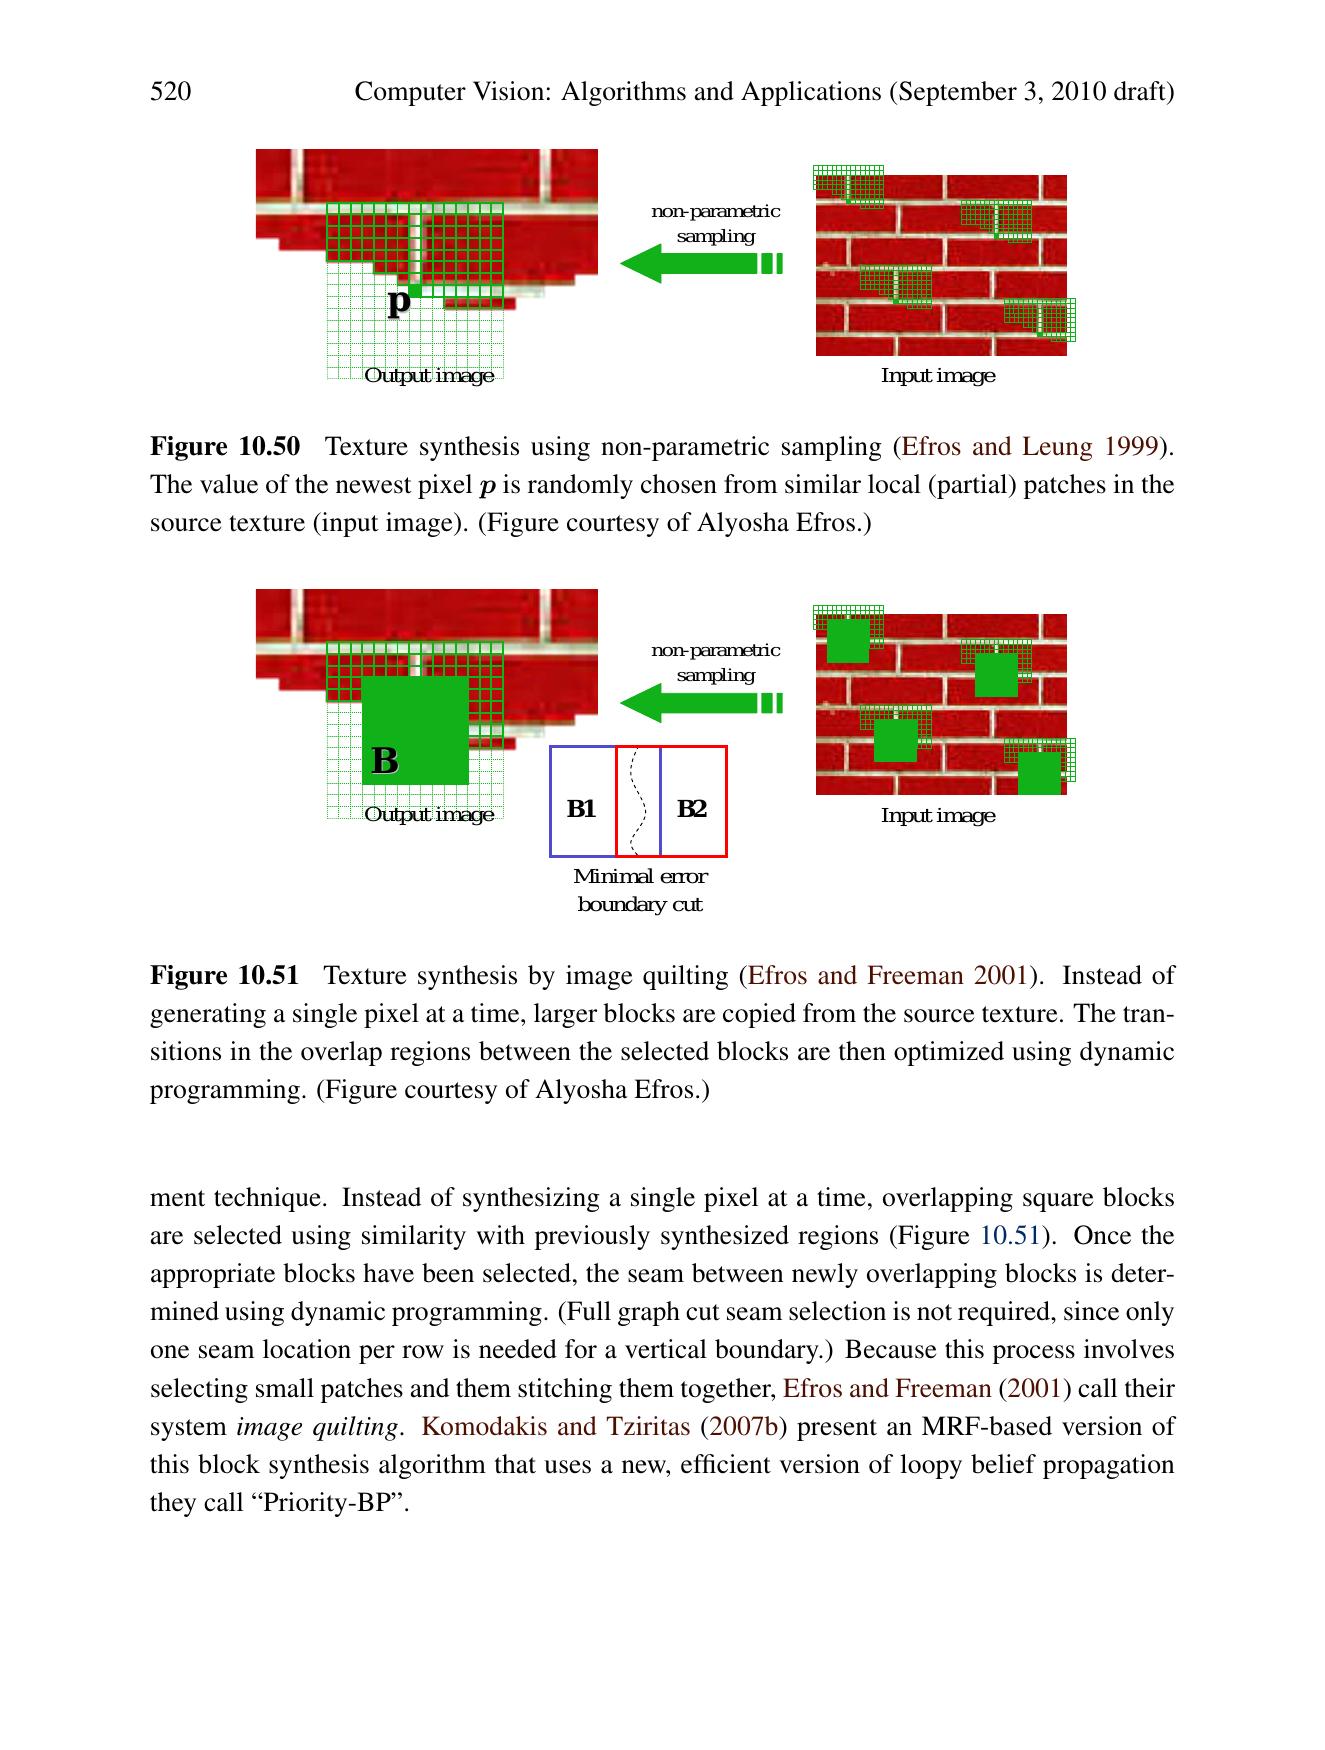 520 Computer Vision: Algorithms and Applications (September 3, 2010 draft)
non-parametric
sampling
p
Output image
Input image
Figure 10.50 Texture synthesis using non-parametric sampling (Efros and Leung 1999).
The value of the newest pixel p is randomly chosen from similar local (partial) patches in the
source texture (input image). (Figure courtesy of Alyosha Efros.)
non-parametric
sampling
B
Output image
B1 B2
Input image
Minimal error
boundary cut
Figure 10.51 Texture synthesis by image quilting (Efros and Freeman 2001). Instead of
generating a single pixel at a time, larger blocks are copied from the source texture. The tran-
sitions in the overlap regions between the selected blocks are then optimized using dynamic
programming. (Figure courtesy of Alyosha Efros.)
ment technique. Instead of synthesizing a single pixel at a time, overlapping square blocks
are selected using similarity with previously synthesized regions (Figure 10.51). Once the
appropriate blocks have been selected, the seam between newly overlapping blocks is deter-
mined using dynamic programming. (Full graph cut seam selection is not required, since only
one seam location per row is needed for a vertical boundary.) Because this process involves
selecting small patches and them stitching them together, Efros and Freeman (2001) call their
system image quilting. Komodakis and Tziritas (2007b) present an MRF-based version of
this block synthesis algorithm that uses a new, efficient version of loopy belief propagation
they call “Priority-BP”.